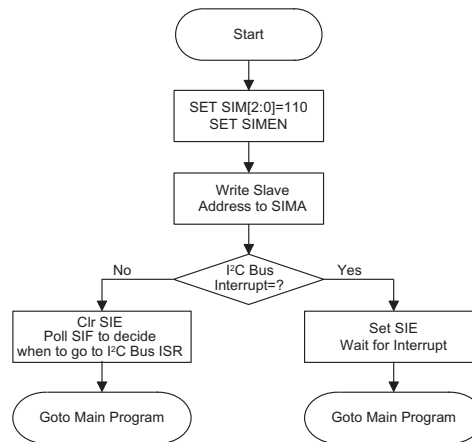 Start
SET SIM[2:0]=110
SET SIMEN
Write Slave
Address to SIMA
I²C Bus
Interrupt=?
No
Yes
Clr SIE
Poll SIF to decide
when to go to I²C Bus ISR
Set SIE
Wait for Interrupt
Goto Main Program
Goto Main Program